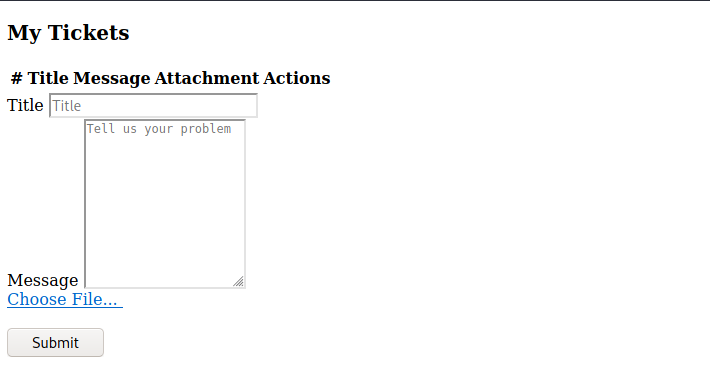 My Tickets
# Title Message Attachment Actions
Title Title
Tell us your problem
Message
Choose File...
Submit